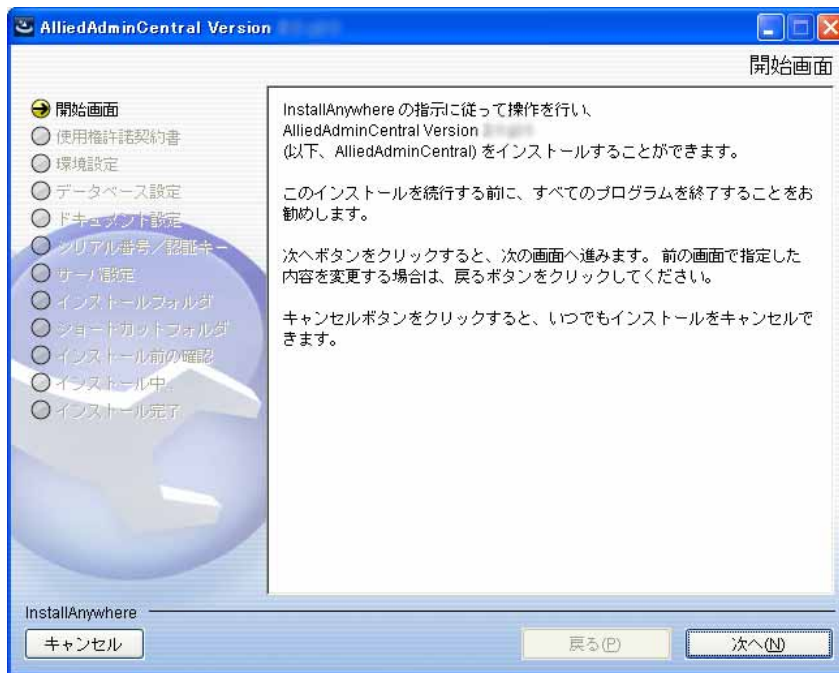 AlliedAdminCentral Version
開始画面
開始画面
使用権許諾契約書
環境設定
データベース設定
ドキュメント設定
シリアル番号／認証キー
サーバ設定
インストールフォルダ
ショートカットフォルダ
インストール前の確認
インストール中..
インストール完了
InstallAnywhere の指示に従って操作を行い、
AlliedAdminCentral Version
(以下、AlliedAdminCentral) をインストールすることができます。
このインストールを続行する前に、すべてのプログラムを終了することをお
勧めします。
次へボタンをクリックすると、次の画面へ進みます。 前の画面で指定した
内容を変更する場合は、戻るボタンをクリックしてください。
キャンセルボタンをクリックすると、いつでもインストールをキャンセルで
きます。
InstallAnywhere
キャンセル
戻る(P)
次へ(N)